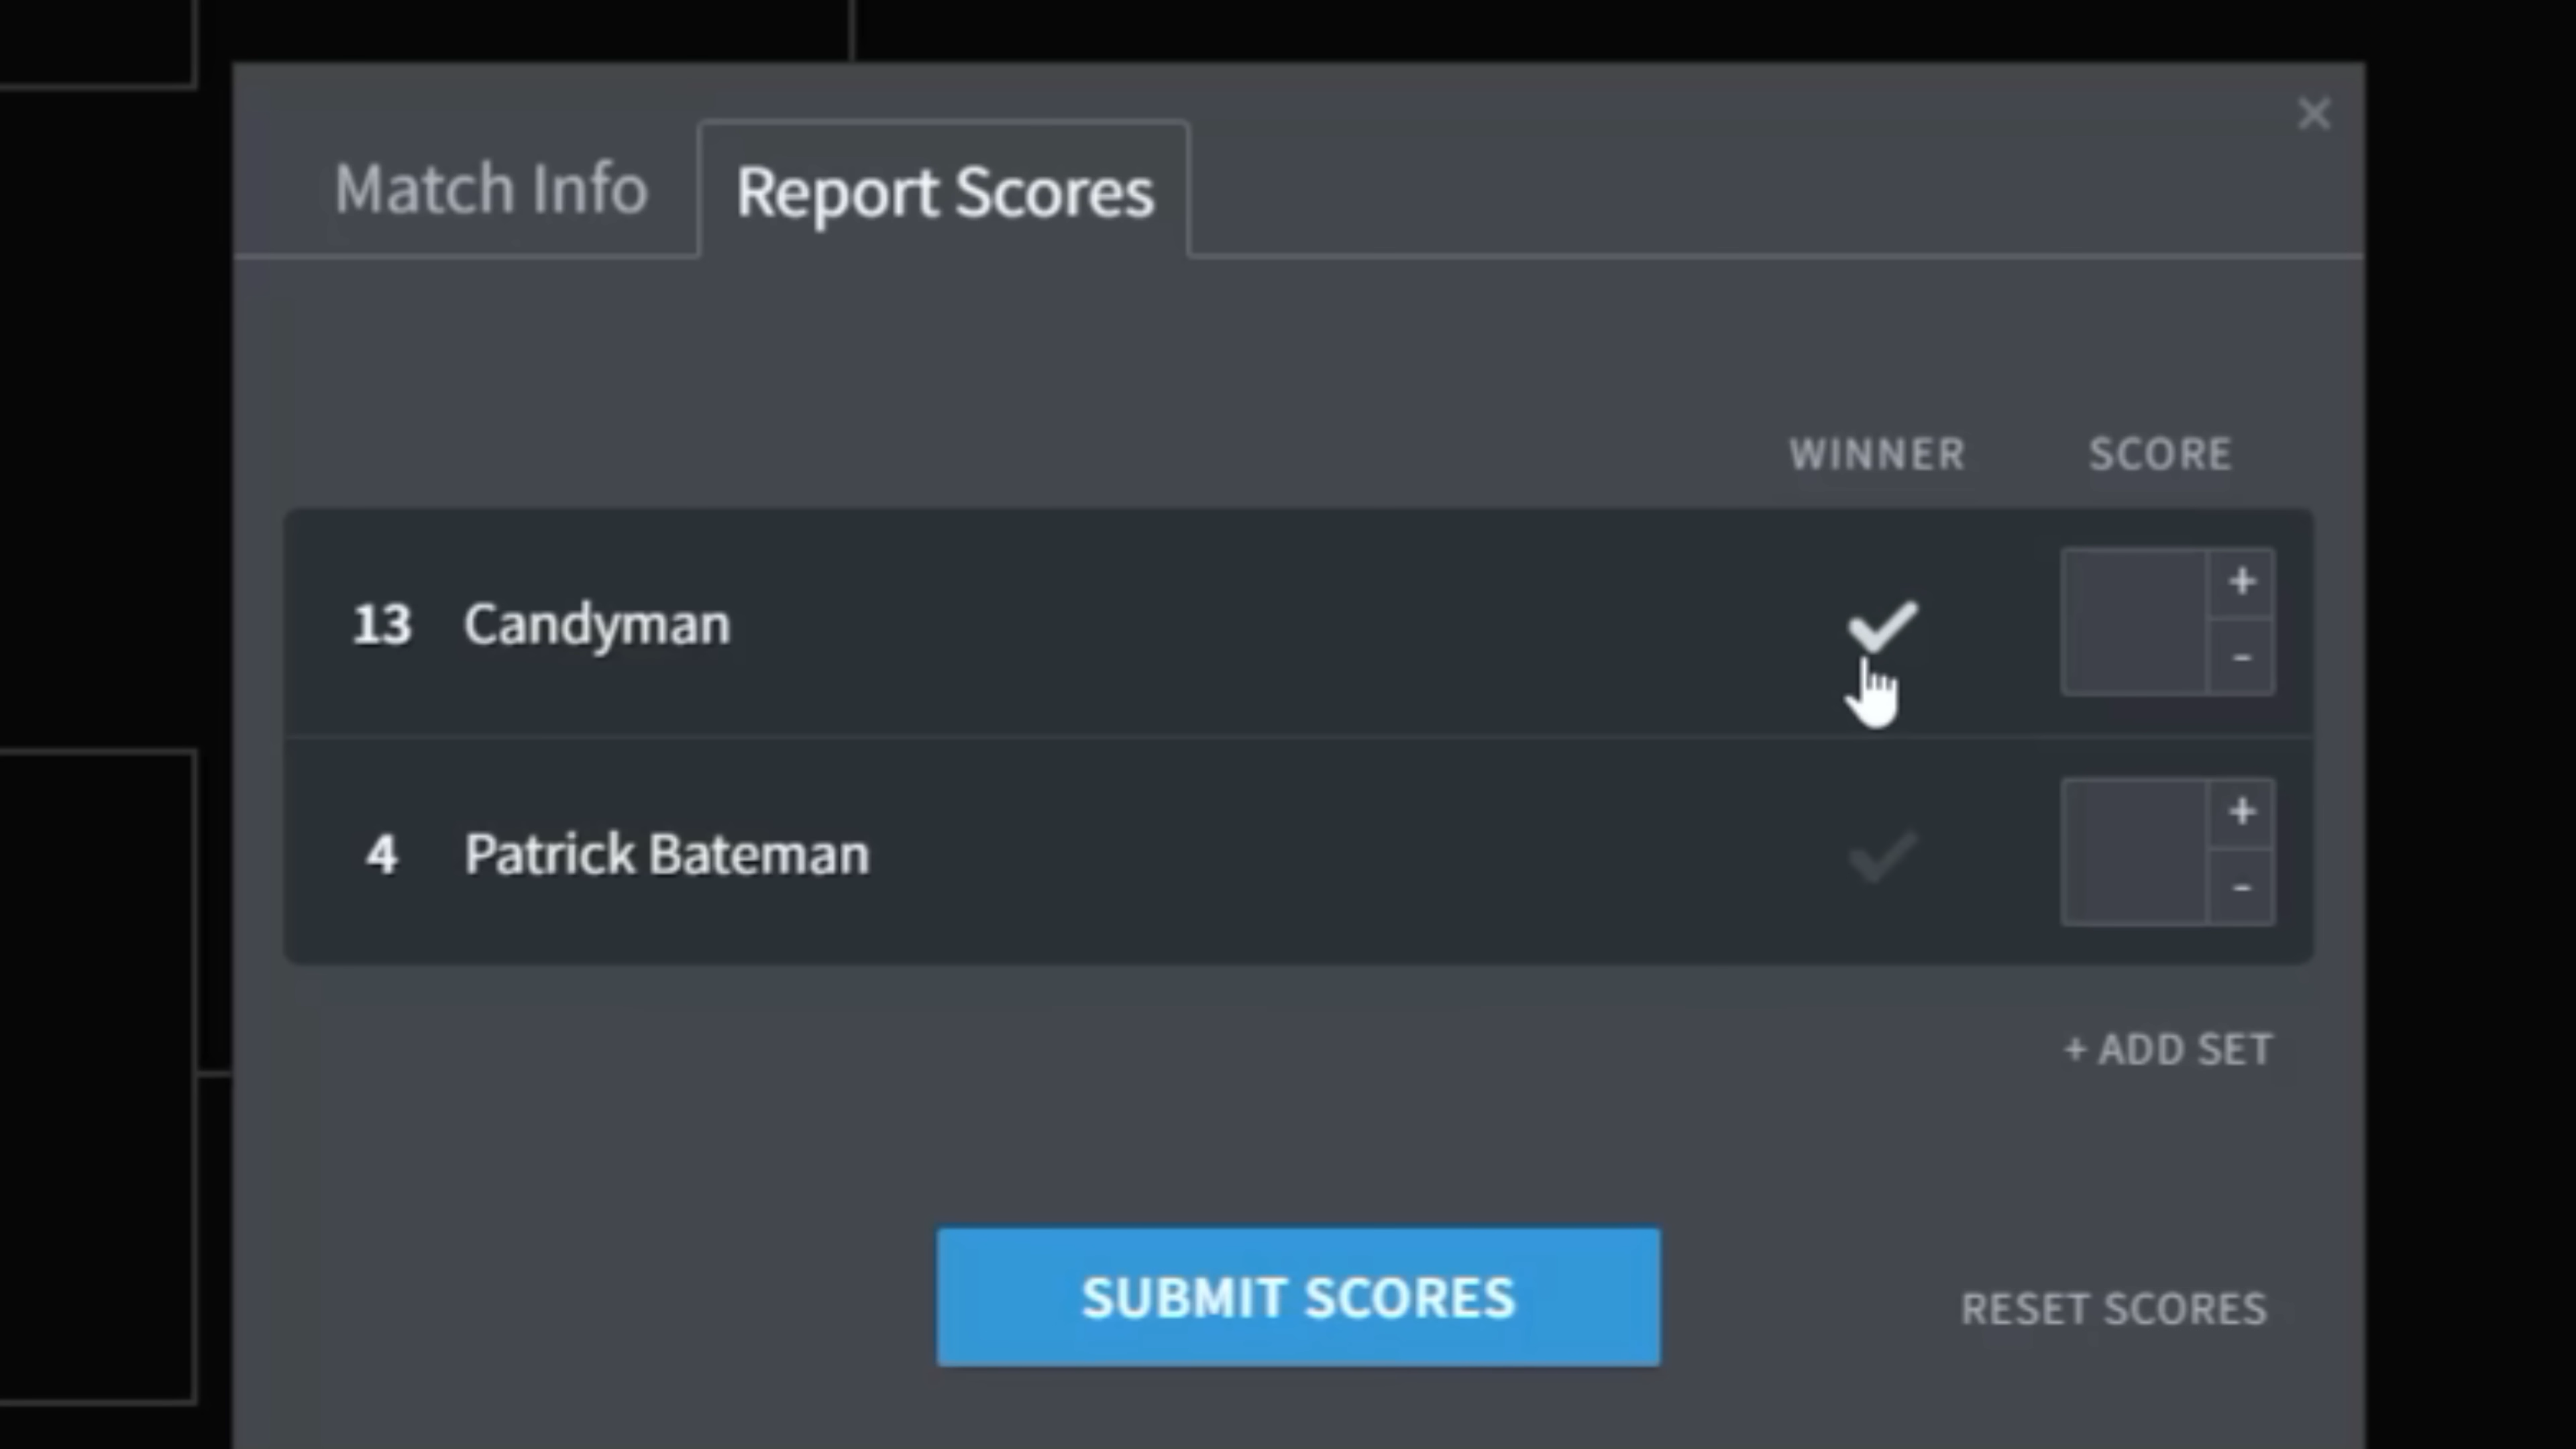 Match Info
Report Scores
WINNER SCORE
13 Candyman
+
-
4 Patrick Bateman
+
-
+ ADD SET
SUBMIT SCORES
RESET SCORES